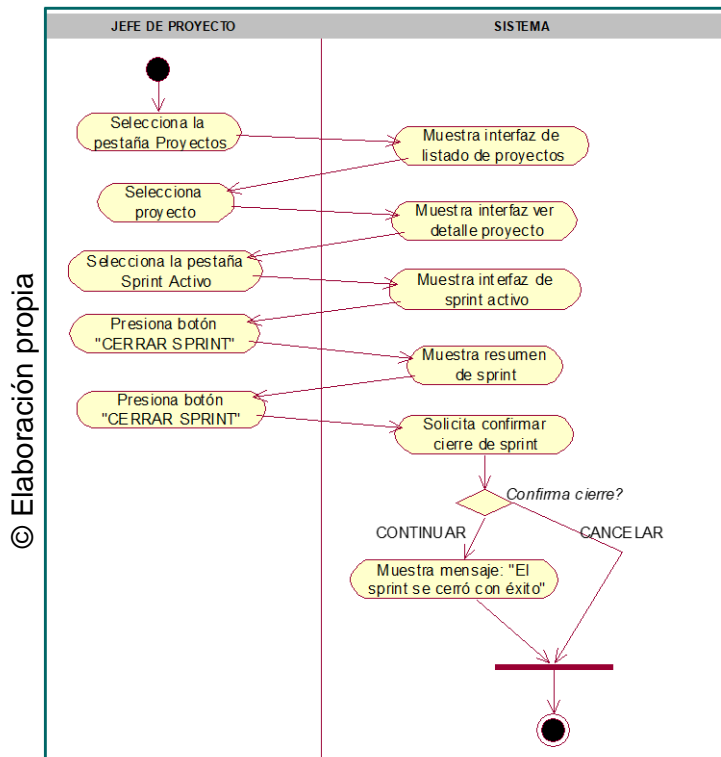 JEFE DE PROYECTO
SISTEMA
Selecciona la
pestaña Proyectos
Muestra interfaz de
listado de proyectos
Selecciona
proyecto
Muestra interfaz ver
detalle proyecto
Selecciona la pestaña
Sprint Activo
Muestra interfaz de
sprint activo
Presiona botón
"CERRAR SPRINT"
Muestra resumen
de sprint
Presiona botón
"CERRAR SPRINT"
Solicita confirmar
cierre de sprint
Confirma cierre?
CONTINUAR
CANCELAR
Muestra mensaje: "El
sprint se cerró con éxito"
© Elaboración propia